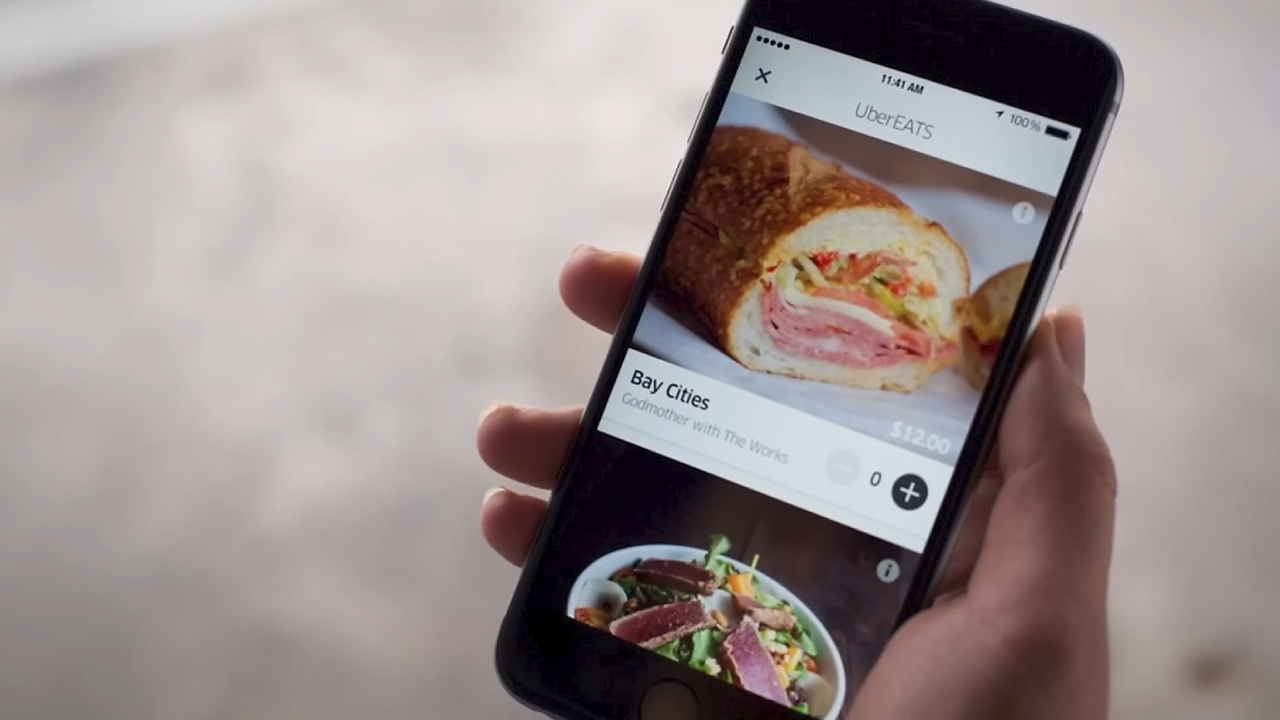 11:41 AM
100%
UberEATS
Bay Cities
Godmother with The Works
$12.00
0